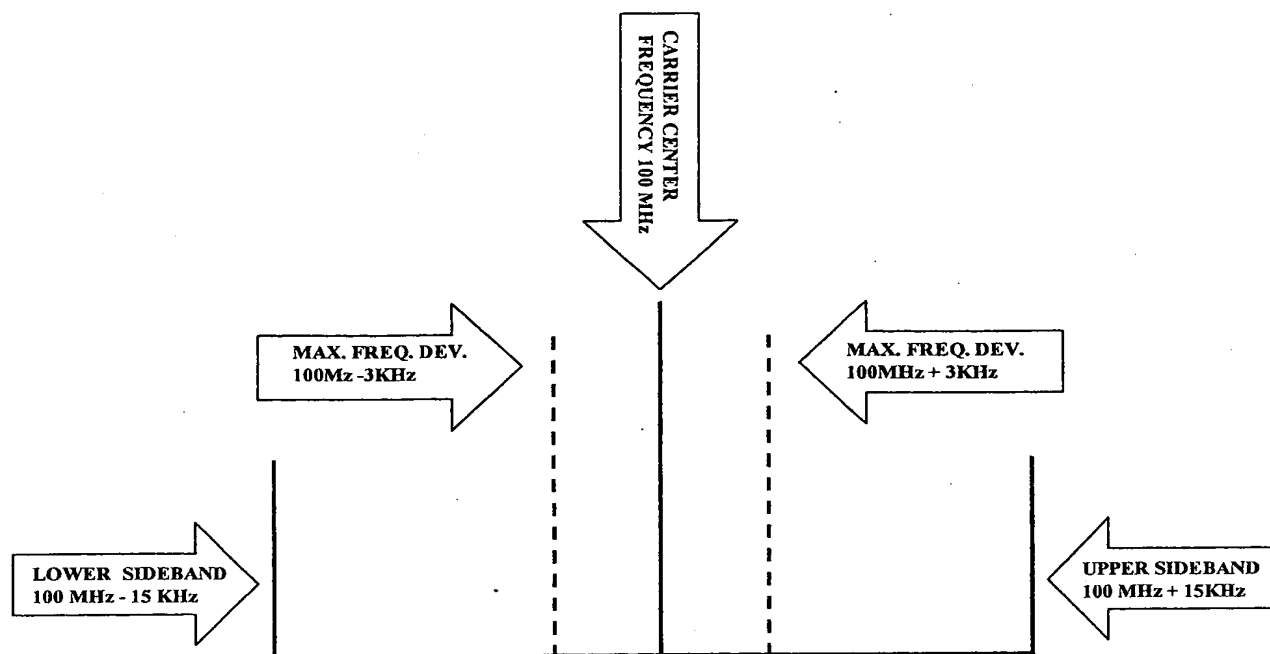 CARRIER CENTER
FREQUENCY 100 MHz
MAX. FREQ. DEV.
100Mz -3KHz
MAX. FREQ. DEV.
100MHz + 3KHz
LOWER SIDEBAND
100 MHz - 15 KHz
UPPER SIDEBAND
100 MHz + 15KHz